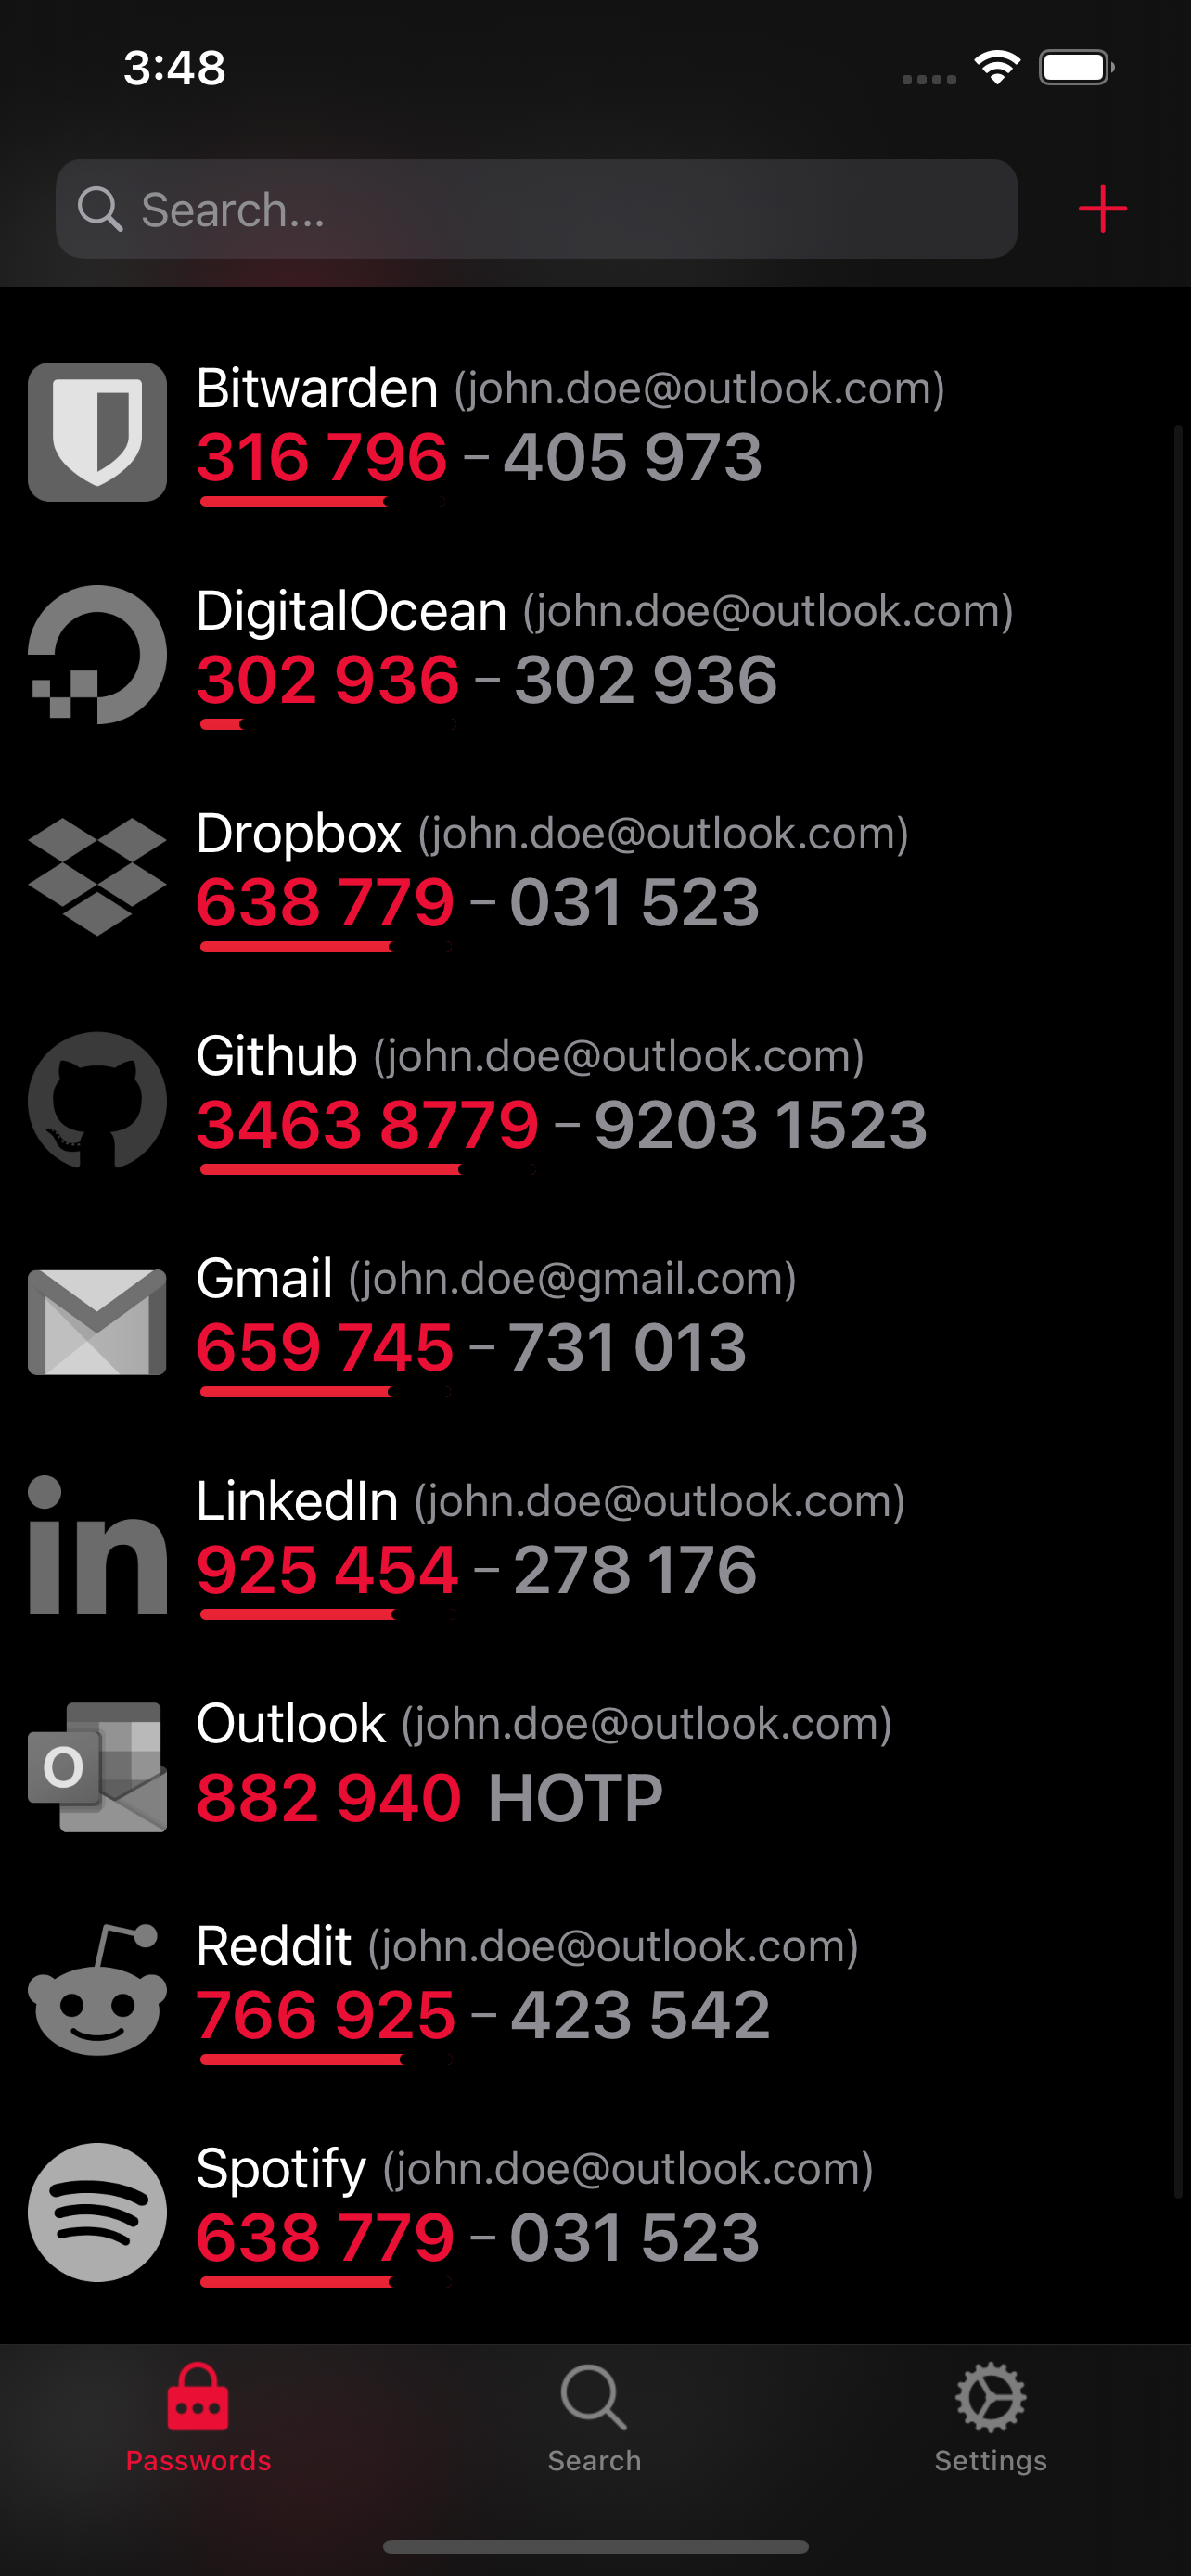 3:48
Search...
Bitwarden (john.doe@outlook.com)
316 796 – 405 973
DigitalOcean (john.doe@outlook.com)
302 936 – 302 936
Dropbox (john.doe@outlook.com)
638 779 – 031 523
Github (john.doe@outlook.com)
3463 8779 – 9203 1523
Gmail (john.doe@gmail.com)
659 745 – 731 013
in
LinkedIn (john.doe@outlook.com)
925 454 – 278 176
O
Outlook (john.doe@outlook.com)
882 940 HOTP
Reddit (john.doe@outlook.com)
766 925 – 423 542
Spotify (john.doe@outlook.com)
638 779 – 031 523
Passwords
Search
Settings